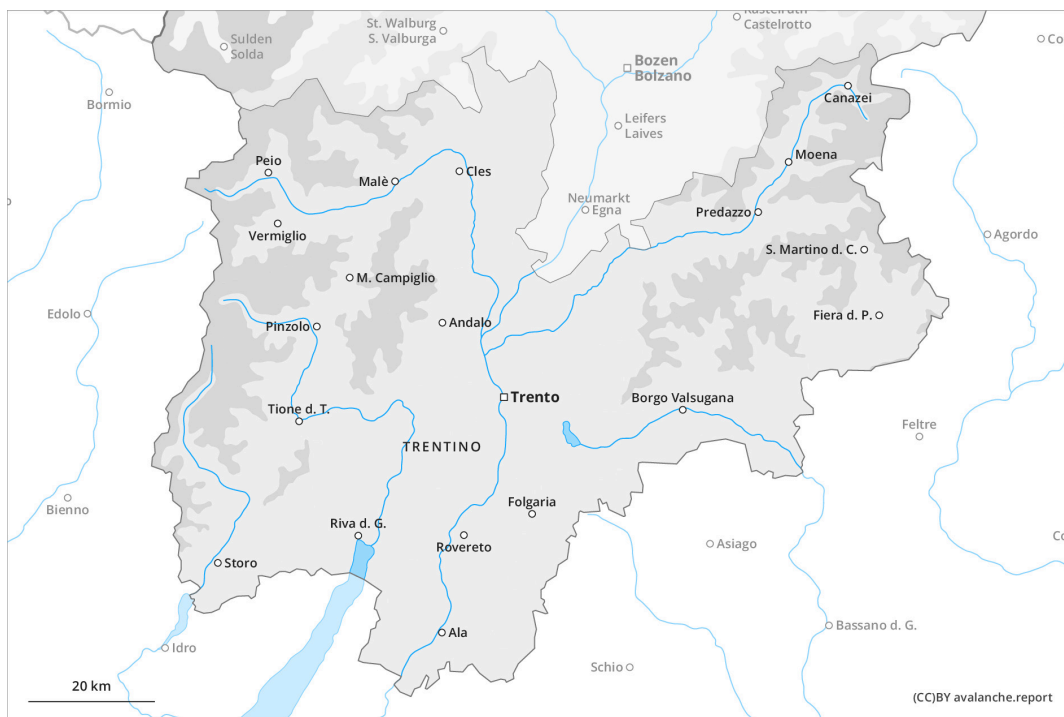 Kastelruth
Castelrotto
St. Walburg
S. Valburga
Sulden
Solda
Bozen
Bolzano
Bormio
Canazei
Leifers
Laives
Moena
Peio
Malè
Cles
Neumarkt
Egna
Predazzo
Vermiglio
Agordo
S. Martino d. C.
M. Campiglio
Edolo
Pinzolo
Andalo
Fiera d. P.
Trento
Borgo Valsugana
Tione d. T.
Feltre
TRENTINO
Bienno
Folgaria
Riva d. G.
Rovereto
Asiago
Storo
Bassano d. G.
Ala
Idro
Schio
20 km
(CC)BY avalanche.report